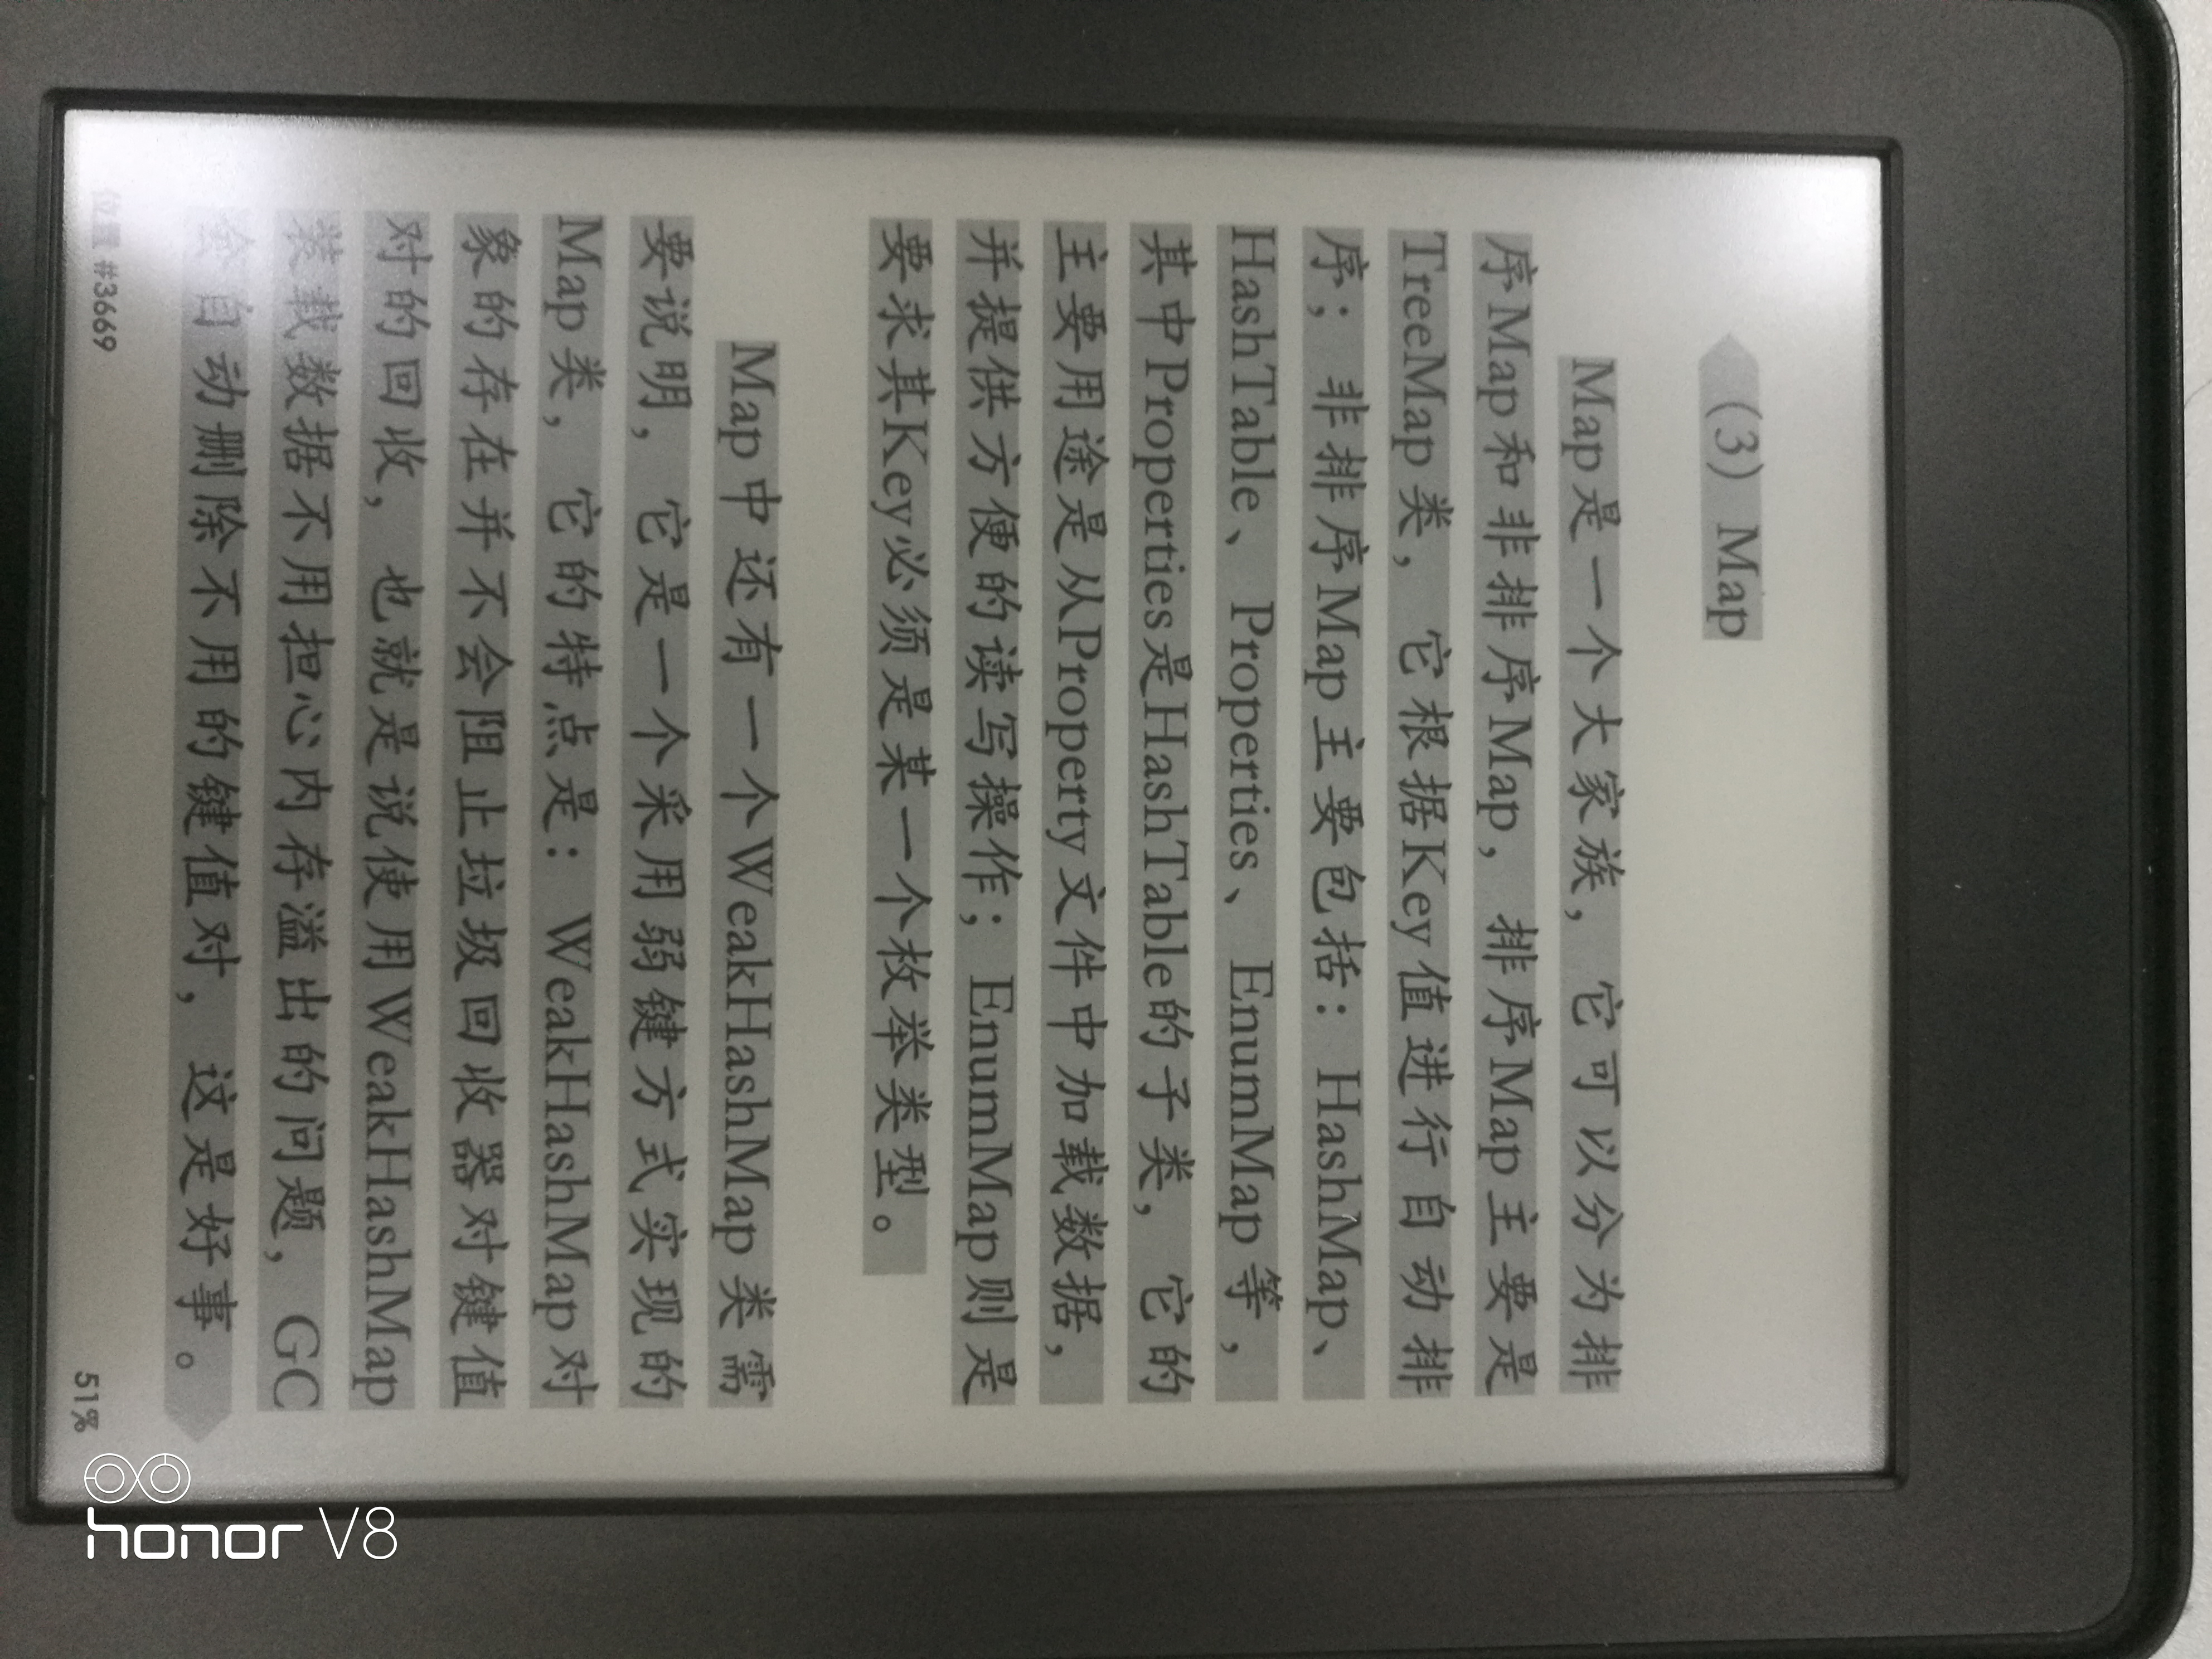 (3) Map
Map是一个大家族，它可以分为排
序Map和非排序Map，排序Map主要是
TreeMap类，它根据Key值进行自动排
序；非排序Map主要包括：HashMap、
HashTable、Properties、EnumMap等，
其中Properties是HashTable的子类，它的
主要用途是从Property文件中加载数据，
并提供方便的读写操作；EnumMap则是
要求其Key必须是某一个枚举类型。
Map中还有一个WeakHashMap类需
要说明，它是一个采用弱键方式实现的
Map类，它的特点是：WeakHashMap对
象的存在并不会阻止垃圾回收器对键值
对的回收，也就是说使用WeakHashMap
装载数据不用担心内存溢出的问题，GC
会自动删除不用的键值对，这是好事。
位置 #3669
51%
honor V8